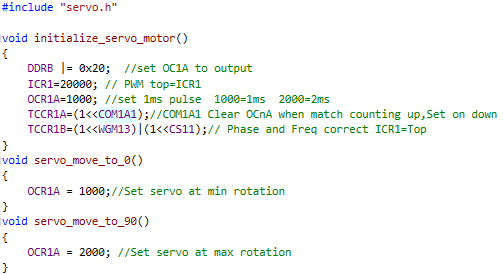 #include "servo.h"
void initialize_servo_motor()
{
DDRB |= 0x20; //set OC1A to output
ICR1=20000; // PWM top=ICR1
OCR1A=1000; //set 1ms pulse 1000=1ms 2000=2ms
TCCR1A=(1<<COM1A1);//COM1A1 Clear OCnA when match counting up,Set on down
TCCR1B=(1<<WGM13)|(1<<CS11);// Phase and Freq correct ICR1=Top
}
void servo_move_to_0()
{
OCR1A = 1000;//Set servo at min rotation
}
void servo_move_to_90()
{
OCR1A = 2000; //Set servo at max rotation
}